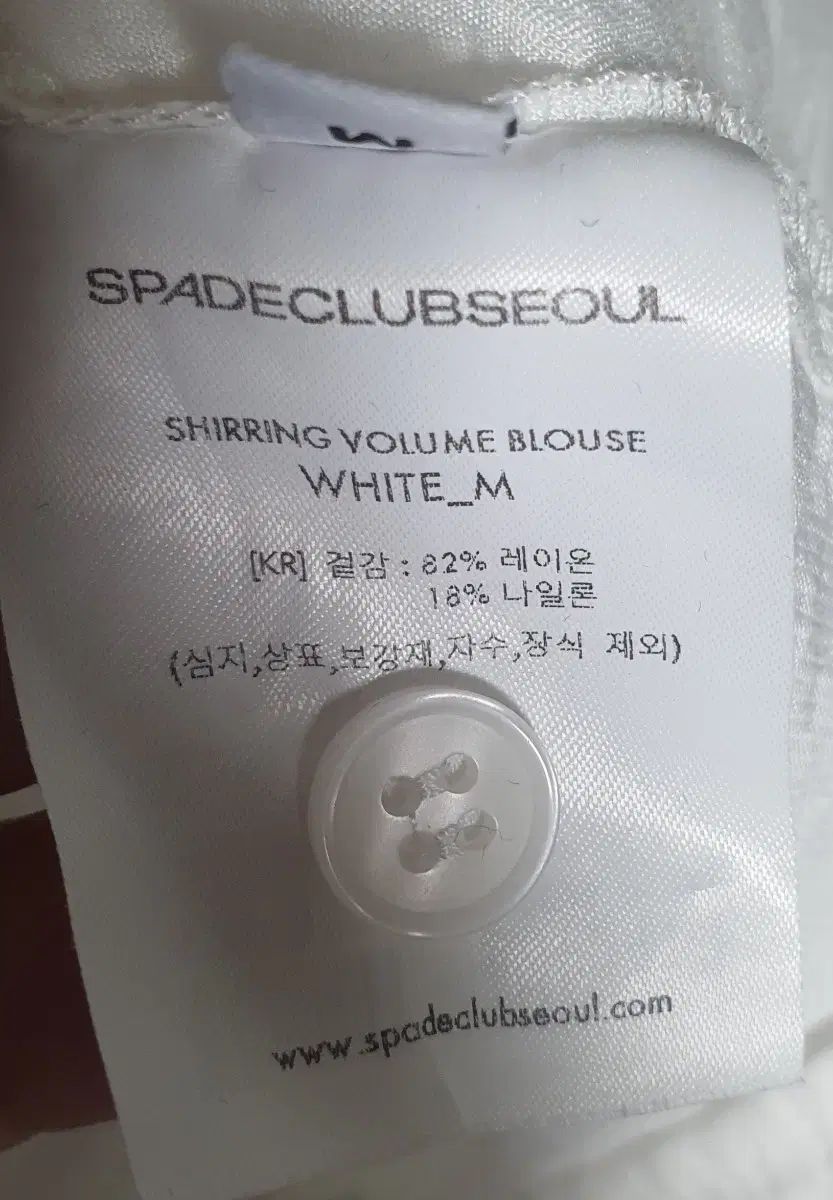 SPADECLUBSEOUL
SHIRRING VOLUME BLOUSE
WHITE_M
[KR] 겉감 : 82% 레이온
18% 나일론
(심지,상표,보강재,자수,장식 제외)
www.spadeclubseoul.com